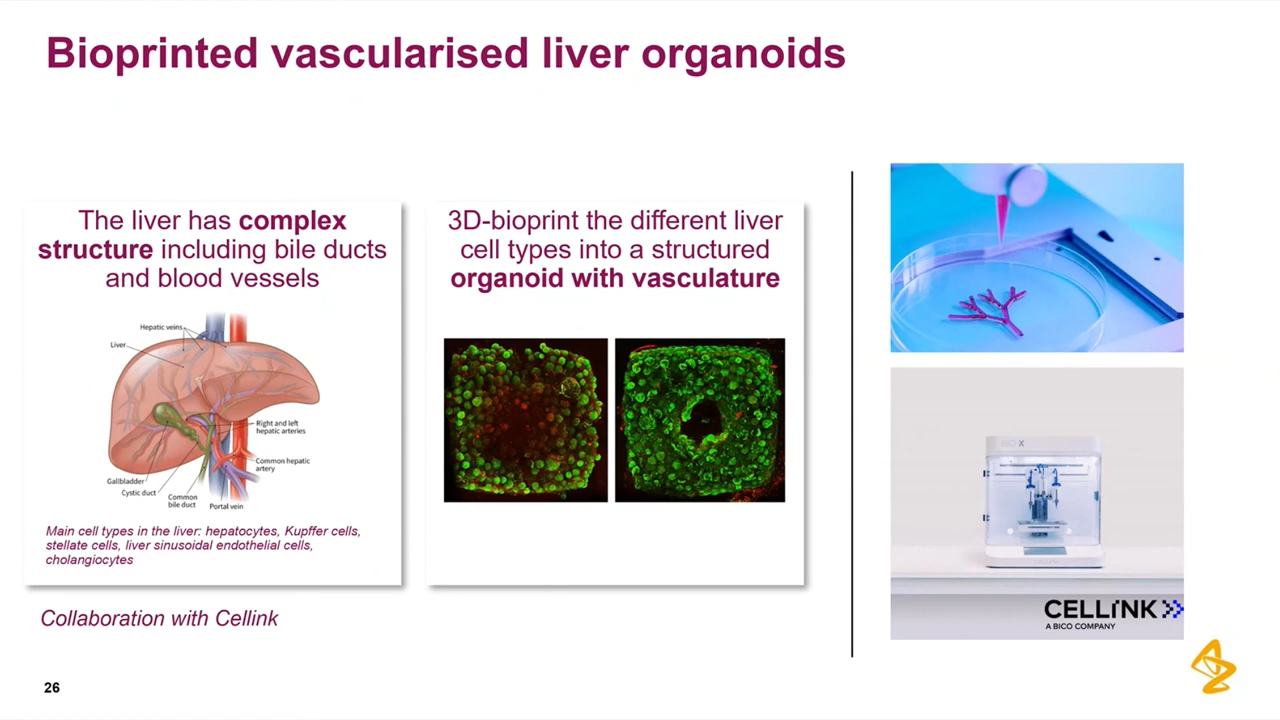 Bioprinted vascularised liver organoids
The liver has complex
structure including bile ducts
and blood vessels
Hepatic veins
Liver
Right and left
hepatic arteries
Common hepatic
artery
Gallbladder
Cystic duct
Common
bile duct
Portal vein
Main cell types in the liver: hepatocytes, Kupffer cells,
stellate cells, liver sinusoidal endothelial cells,
cholangiocytes
3D-bioprint the different liver
cell types into a structured
organoid with vasculature
BIO X
CELLINK
A BICO COMPANY
Collaboration with Cellink
26